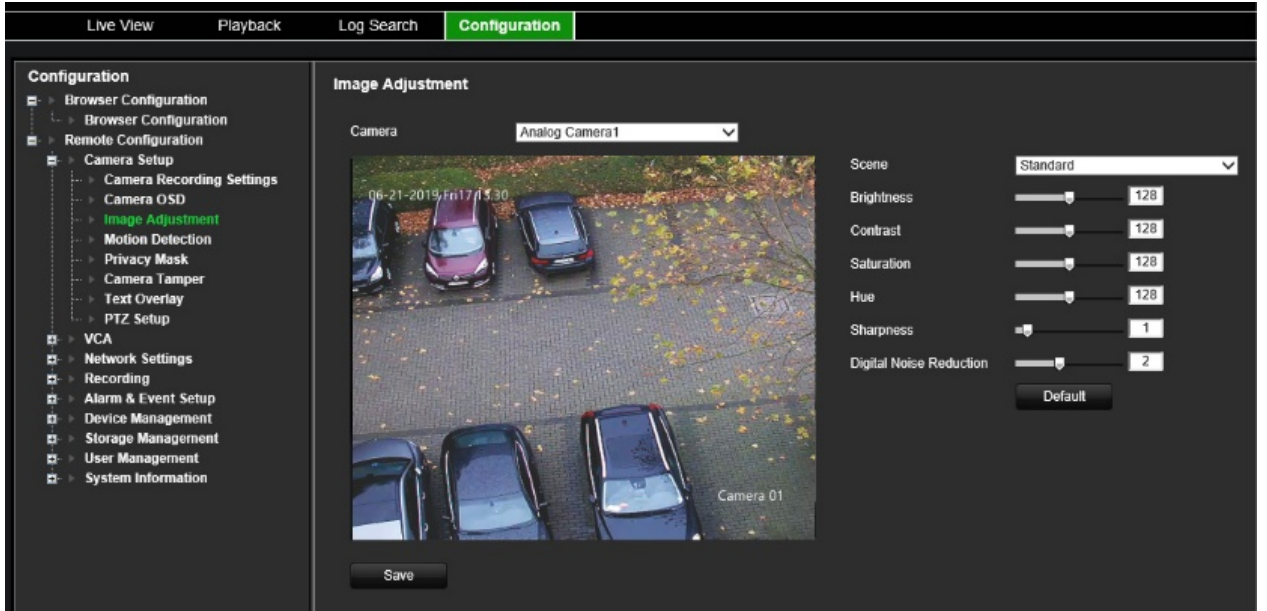 Live View Playback Log Search Configuration
Configuration
Browser Configuration
Browser Configuration
Remote Configuration
Camera Setup
Camera Recording Settings
Camera OSD
Image Adjustment
Motion Detection
Privacy Mask
Camera Tamper
Text Overlay
PTZ Setup
VCA
Network Settings
Recording
Alarm & Event Setup
Device Management
Storage Management
User Management
System Information
Image Adjustment
Camera Analog Camera1
06-21-2019 Fri 17:13:30
Camera 01
Scene Standard
Brightness 128
Contrast 128
Saturation 128
Hue 128
Sharpness 1
Digital Noise Reduction 2
Default
Save